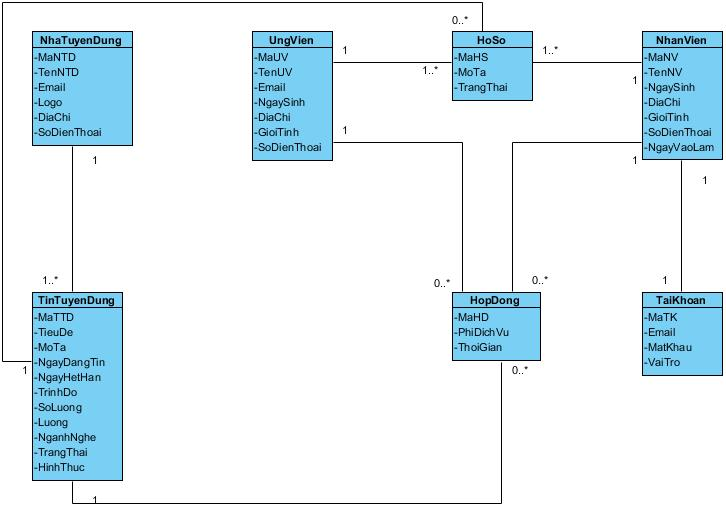 0..*
NhaTuyenDung
-MaNTD
-TenNTD
-Email
-Logo
-DiaChi
-SoDienThoai
1
UngVien
-MaUV
-TenUV
-Email
-NgaySinh
-DiaChi
-GioiTinh
-SoDienThoai
1
1
HoSo
-MaHS
-MoTa
-TrangThai
1..*
1..*
NhanVien
-MaNV
-TenNV
-NgaySinh
-DiaChi
-GioiTinh
-SoDienThoai
-NgayVaoLam
1
1
1
1..*
TinTuyenDung
-MaTTD
-TieuDe
-MoTa
-NgayDangTin
-NgayHetHan
-TrinhDo
-SoLuong
-Luong
-NganhNghe
-TrangThai
-HinhThuc
1
1
0..*
0..*
HopDong
-MaHD
-PhiDichVu
-ThoiGian
0..*
1
TaiKhoan
-MaTK
-Email
-MatKhau
-VaiTro